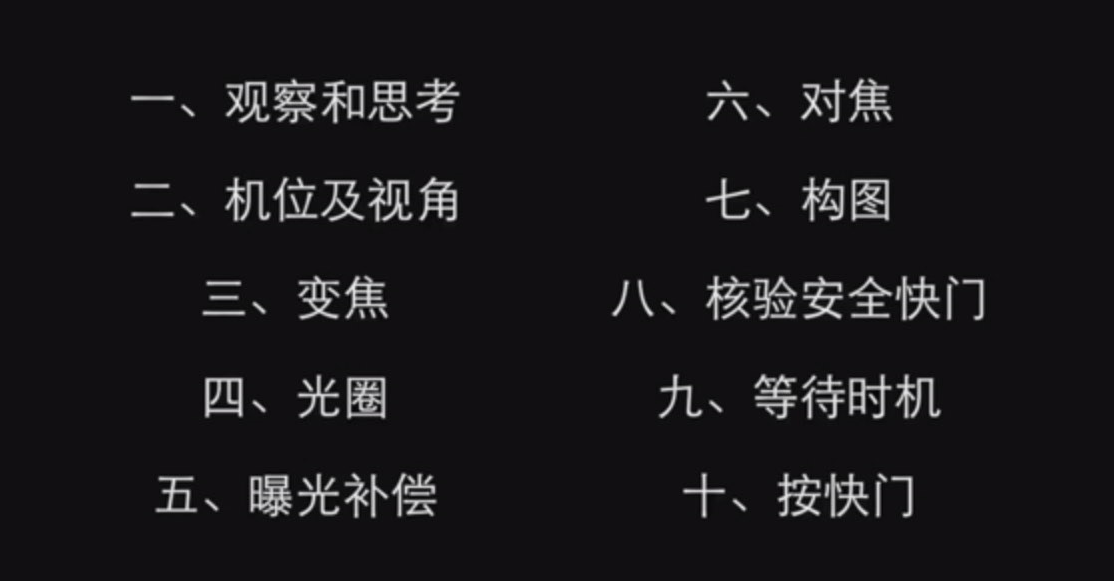 一、观察和思考
二、机位及视角
三、变焦
四、光圈
五、曝光补偿
六、对焦
七、构图
八、核验安全快门
九、等待时机
十、按快门